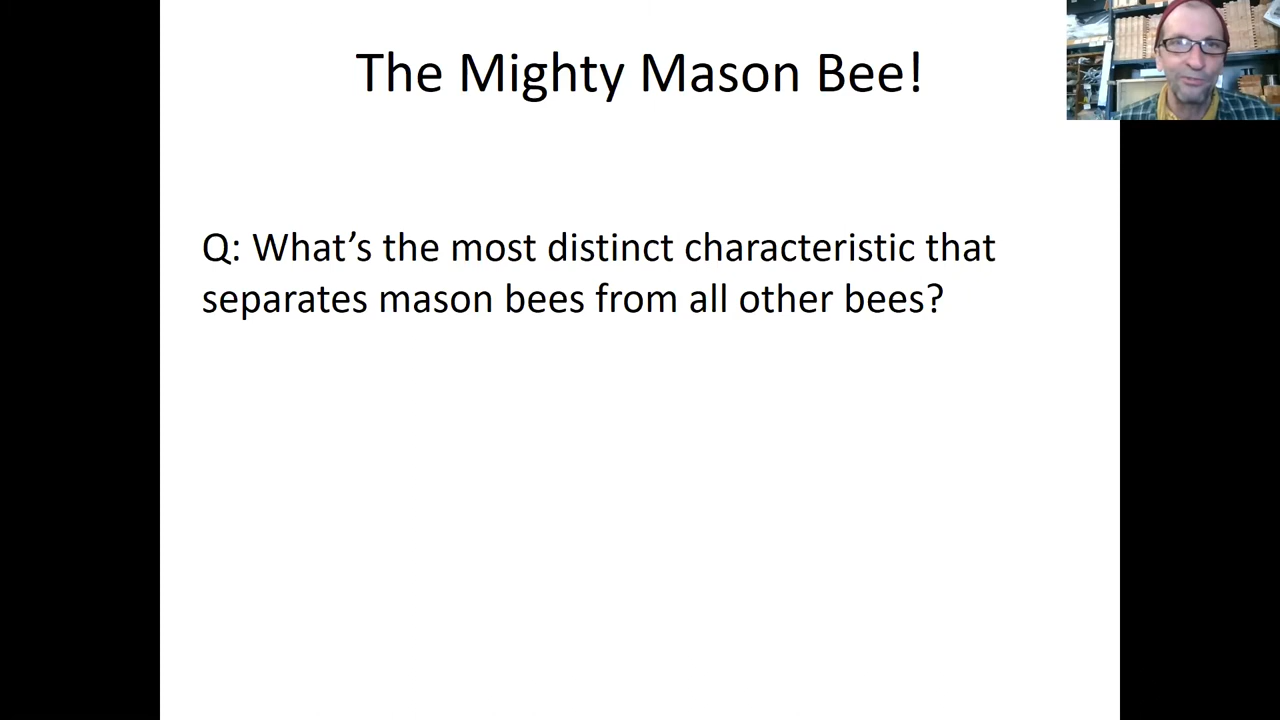 The Mighty Mason Bee!
Q: What’s the most distinct characteristic that
separates mason bees from all other bees?